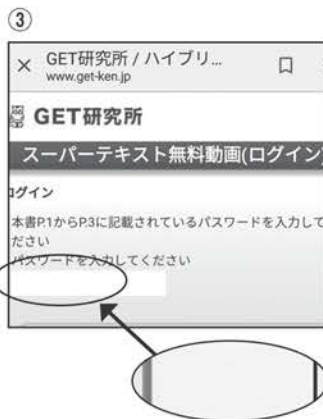 ③
× GET研究所 / ハイブリ...
www.get-ken.jp
GET研究所
スーパーテキスト無料動画(ログイン
ログイン
本書P.1からP.3に記載されているパスワードを入力して
ださい
パスワードを入力してください